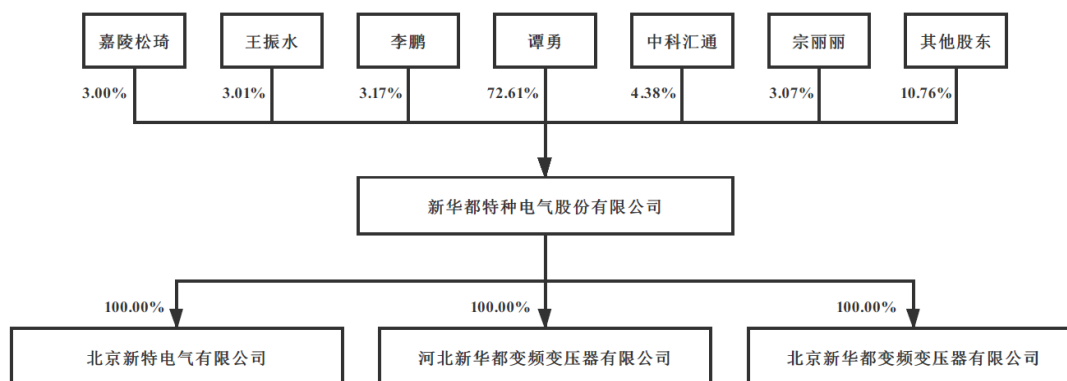 嘉陵松琦
王振水
李鹏
谭勇
中科汇通
宗丽丽
其他股东
3.00%
3.01%
3.17%
72.61%
4.38%
3.07%
10.76%
新华都特种电气股份有限公司
100.00%
100.00%
100.00%
北京新特电气有限公司
河北新华都变频变压器有限公司
北京新华都变频变压器有限公司